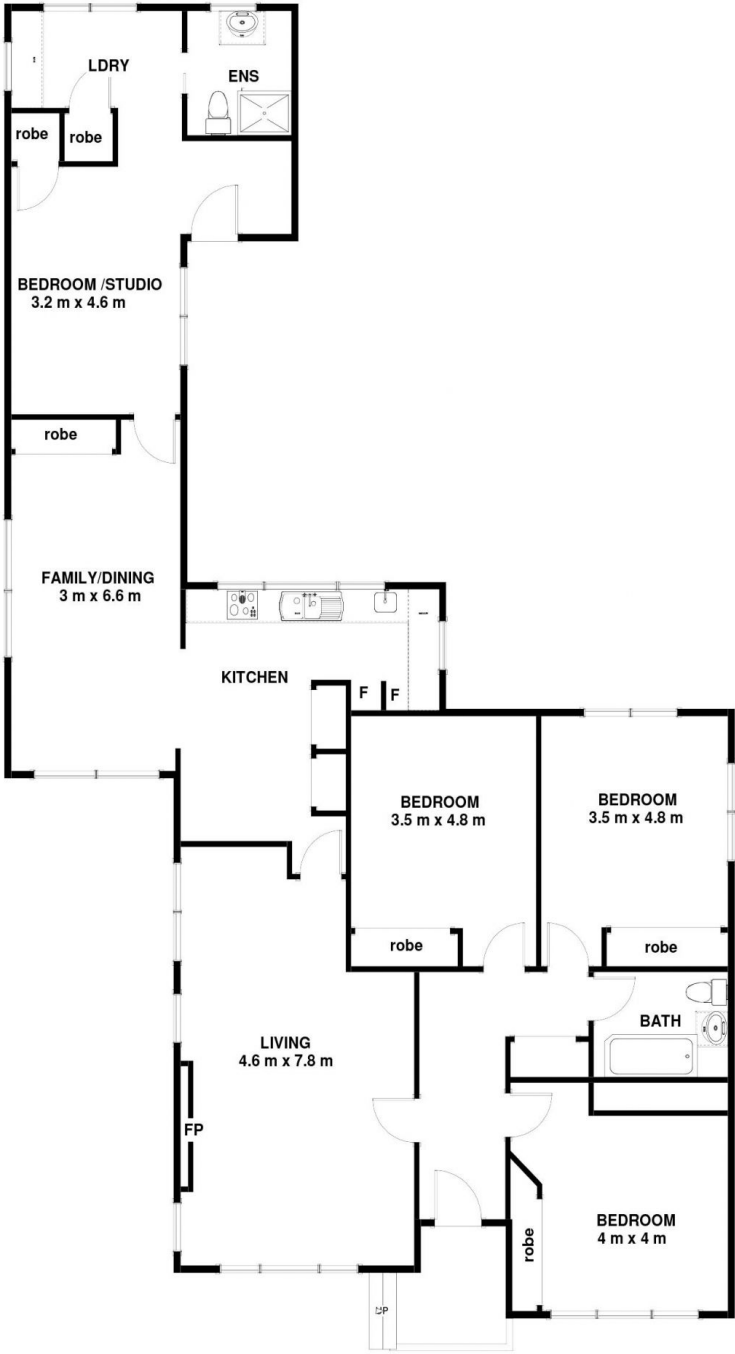 LDRY
ENS
robe
robe
BEDROOM /STUDIO
3.2 m x 4.6 m
robe
FAMILY/DINING
3 m x 6.6 m
KITCHEN
F
F
BEDROOM
3.5 m x 4.8 m
BEDROOM
3.5 m x 4.8 m
robe
robe
LIVING
4.6 m x 7.8 m
BATH
FP
BEDROOM
4 m x 4 m
robe